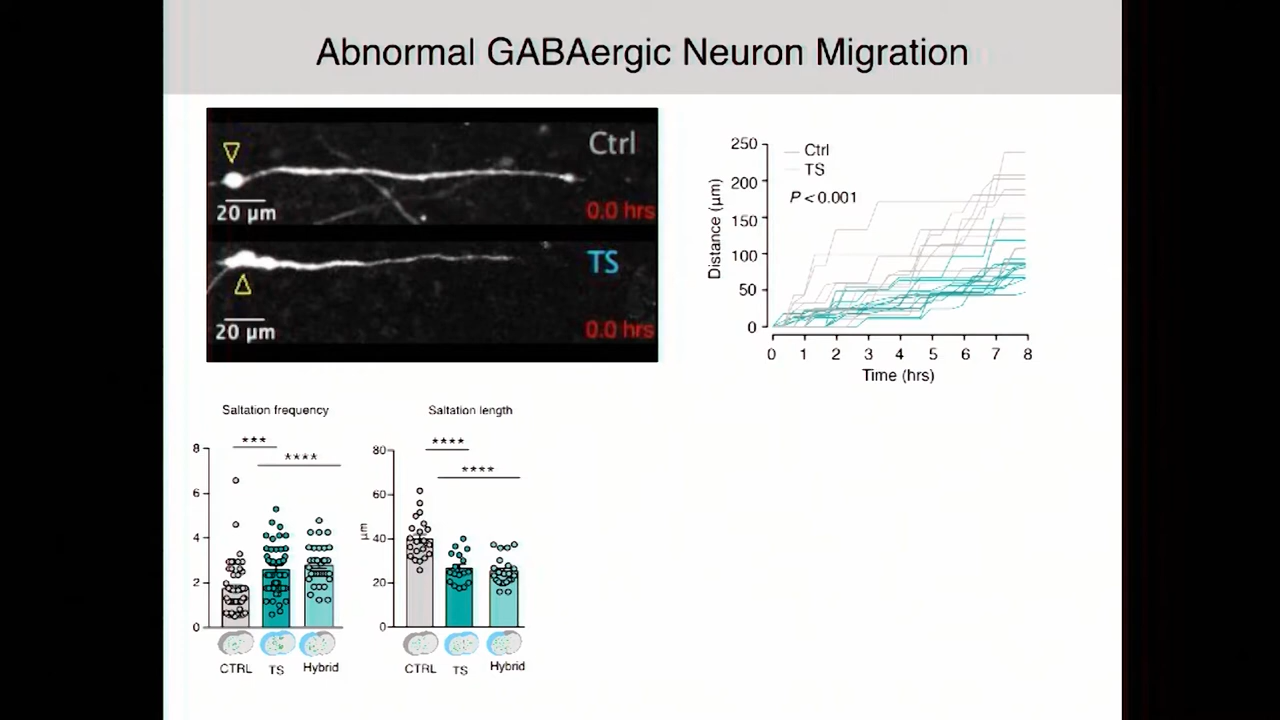 Abnormal GABAergic Neuron Migration
Ctrl
20 µm
0.0 hrs
TS
20 µm
0.0 hrs
Distance (µm)
250
200
150
100
50
0
Ctrl
TS
P < 0.001
0 1 2 3 4 5 6 7 8
Time (hrs)
Saltation frequency
***
****
8
6
4
2
0
CTRL TS Hybrid
Saltation length
****
****
µm
80
60
40
20
0
CTRL TS Hybrid